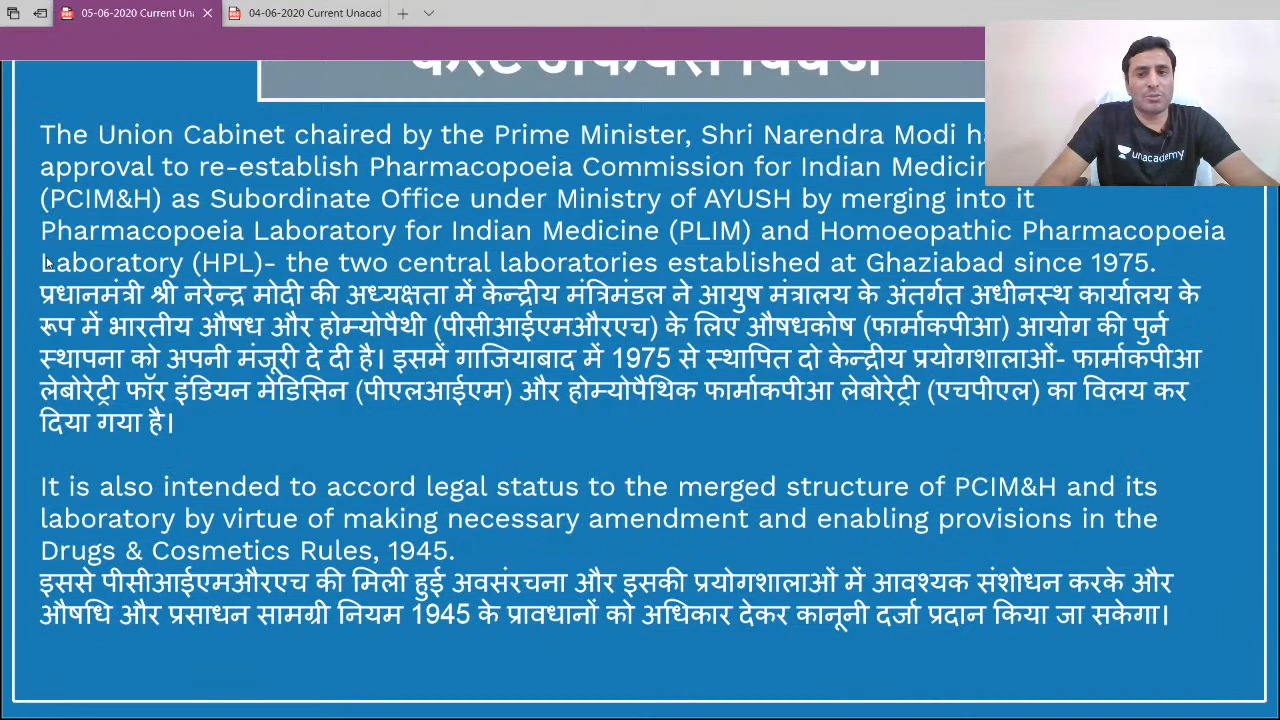 05-06-2020 Current Una
04-06-2020 Current Unacad
करेंट अफेयर्स
The Union Cabinet chaired by the Prime Minister, Shri Narendra Modi
approval to re-establish Pharmacopoeia Commission for Indian
(PCIM&H) as Subordinate Office under Ministry of AYUSH by merging into it
Pharmacopoeia Laboratory for Indian Medicine (PLIM) and Homoeopathic Pharmacopoeia
Laboratory (HPL)- the two central laboratories established at Ghaziabad since 1975.
प्रधानमंत्री श्री नरेन्द्र मोदी की अध्यक्षता में केन्द्रीय मंत्रिमंडल ने आयुष मंत्रालय के अंतर्गत अधीनस्थ कार्यालय के
रूप में भारतीय औषध और होम्योपैथी (पीसीआईएमऔरएच) के लिए औषधकोष (फार्माकपीआ) आयोग की पुर्न
स्थापना को अपनी मंजूरी दे दी है। इसमें गाजियाबाद में 1975 से स्थापित दो केन्द्रीय प्रयोगशालाओं- फार्माकपीआ
लेबोरेट्री फॉर इंडियन मेडिसिन (पीएलआईएम) और होम्योपैथिक फार्माकपीआ लेबोरेट्री (एचपीएल) का विलय कर
दिया गया है।
It is also intended to accord legal status to the merged structure of PCIM&H and its
laboratory by virtue of making necessary amendment and enabling provisions in the
Drugs & Cosmetics Rules, 1945.
इससे पीसीआईएमऔरएच की मिली हुई अवसंरचना और इसकी प्रयोगशालाओं में आवश्यक संशोधन करके और
औषधि और प्रसाधन सामग्री नियम 1945 के प्रावधानों को अधिकार देकर कानूनी दर्जा प्रदान किया जा सकेगा।
unacademy